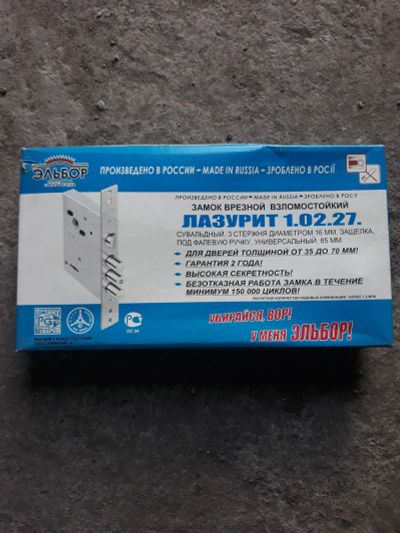 ЭЛЬБОР
ПРОИЗВЕДЕНО В РОССИИ - MADE IN RUSSIA - ЗРОБЛЕНО В РОСІЇ
ПРОИЗВЕДЕНО В РОССИИ - MADE IN RUSSIA - ЗРОБЛЕНО В РОСІЇ
ЗАМОК ВРЕЗНОЙ ВЗЛОМОСТОЙКИЙ
ЛАЗУРИТ 1.02.27.
СУВАЛЬДНЫЙ, 3 СТЕРЖНЯ ДИАМЕТРОМ 16 ММ, ЗАЩЕЛКА,
ПОД ФАЛЕВУЮ РУЧКУ, УНИВЕРСАЛЬНЫЙ, 85 ММ
ДЛЯ ДВЕРЕЙ ТОЛЩИНОЙ ОТ 35 ДО 70 ММ!
ГАРАНТИЯ 2 ГОДА!
ВЫСОКАЯ СЕКРЕТНОСТЬ!
БЕЗОТКАЗНАЯ РАБОТА ЗАМКА В ТЕЧЕНИЕ
МИНИМУМ 150 000 ЦИКЛОВ!
УБИРАЙСЯ, ВОР!
У МЕНЯ ЭЛЬБОР!